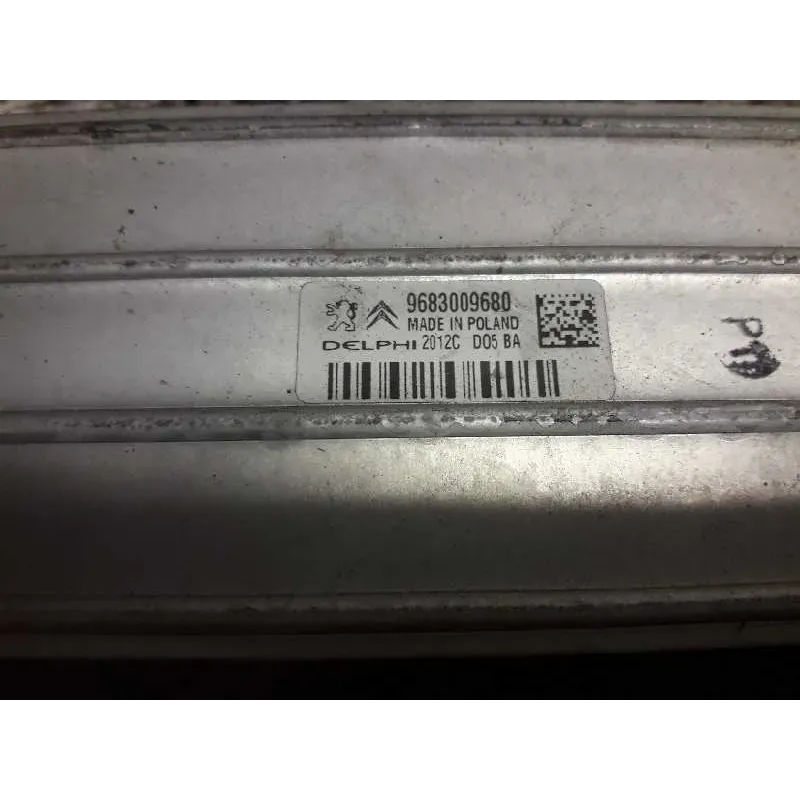 9683009680
MADE IN POLAND
DELPHI 2012C D05 BA